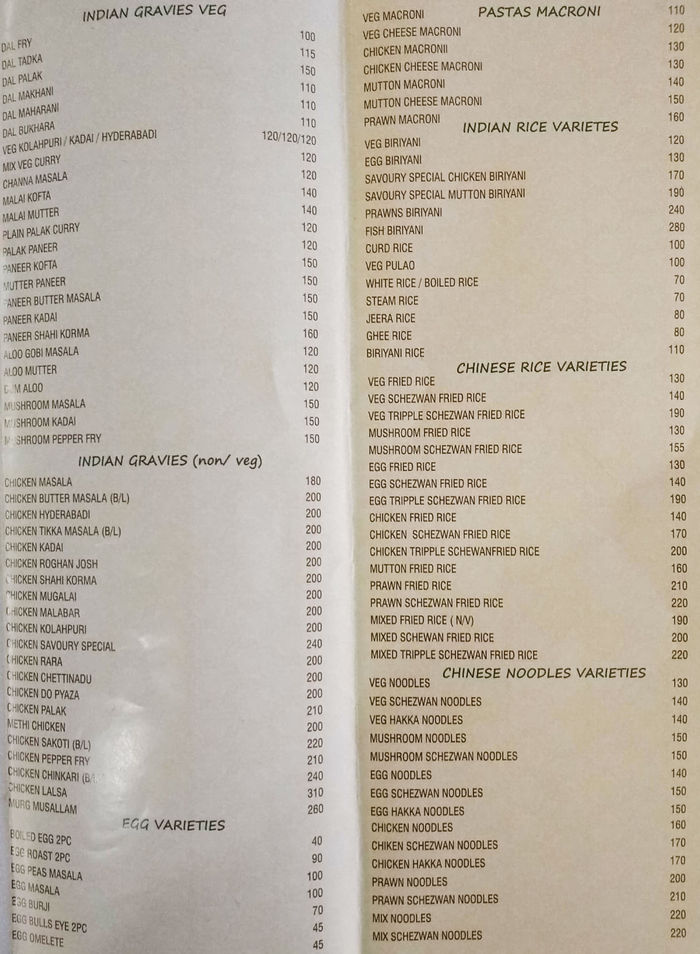 INDIAN GRAVIES VEG
DAL FRY 100
DAL TADKA 115
DAL PALAK 150
DAL MAKHANI 110
DAL MAHARANI 110
DAL BUKHARA 110
VEG KOLAHPURI / KADAI / HYDERABADI 120/120/120
MIX VEG CURRY 120
CHANNA MASALA 120
MALAI KOFTA 140
MALAI MUTTER 140
PLAIN PALAK CURRY 120
PALAK PANEER 120
PANEER KOFTA 150
MUTTER PANEER 150
PANEER BUTTER MASALA 150
PANEER KADAI 150
PANEER SHAHI KORMA 160
ALOO GOBI MASALA 120
ALOO MUTTER 120
DUM ALOO 120
MUSHROOM MASALA 150
MUSHROOM KADAI 150
MUSHROOM PEPPER FRY 150
INDIAN GRAVIES (non/ veg)
CHICKEN MASALA 180
CHICKEN BUTTER MASALA (B/L) 200
CHICKEN HYDERABADI 200
CHICKEN TIKKA MASALA (B/L) 200
CHICKEN KADAI 200
CHICKEN ROGHAN JOSH 200
CHICKEN SHAHI KORMA 200
CHICKEN MUGALAI 200
CHICKEN MALABAR 200
CHICKEN KOLAHPURI 200
CHICKEN SAVOURY SPECIAL 240
CHICKEN RARA 200
CHICKEN CHETTINADU 200
CHICKEN DO PYAZA 200
CHICKEN PALAK 210
METHI CHICKEN 200
CHICKEN SAKOTI (B/L) 220
CHICKEN PEPPER FRY 210
CHICKEN CHINKARI (B/L) 240
CHICKEN LALSA 310
MURG MUSALLAM 260
EGG VARIETIES
BOILED EGG 2PC 40
EGG ROAST 2PC 90
EGG PEAS MASALA 100
EGG MASALA 100
EGG BURJI 70
EGG BULLS EYE 2PC 45
EGG OMELETE 45
PASTAS MACRONI
VEG MACRONI 110
VEG CHEESE MACRONI 120
CHICKEN MACRONII 130
CHICKEN CHEESE MACRONI 130
MUTTON MACRONI 140
MUTTON CHEESE MACRONI 150
PRAWN MACRONI 160
INDIAN RICE VARIETES
VEG BIRIYANI 120
EGG BIRIYANI 130
SAVOURY SPECIAL CHICKEN BIRIYANI 170
SAVOURY SPECIAL MUTTON BIRIYANI 190
PRAWNS BIRIYANI 240
FISH BIRIYANI 280
CURD RICE 100
VEG PULAO 100
WHITE RICE / BOILED RICE 70
STEAM RICE 70
JEERA RICE 80
GHEE RICE 80
BIRIYANI RICE 110
CHINESE RICE VARIETIES
VEG FRIED RICE 130
VEG SCHEZWAN FRIED RICE 140
VEG TRIPPLE SCHEZWAN FRIED RICE 190
MUSHROOM FRIED RICE 130
MUSHROOM SCHEZWAN FRIED RICE 155
EGG FRIED RICE 130
EGG SCHEZWAN FRIED RICE 140
EGG TRIPPLE SCHEZWAN FRIED RICE 190
CHICKEN FRIED RICE 140
CHICKEN SCHEZWAN FRIED RICE 170
CHICKEN TRIPPLE SCHEWANFRIED RICE 200
MUTTON FRIED RICE 160
PRAWN FRIED RICE 210
PRAWN SCHEZWAN FRIED RICE 220
MIXED FRIED RICE ( N/V) 190
MIXED SCHEWAN FRIED RICE 200
MIXED TRIPPLE SCHEZWAN FRIED RICE 220
CHINESE NOODLES VARIETIES
VEG NOODLES 130
VEG SCHEZWAN NOODLES 140
VEG HAKKA NOODLES 140
MUSHROOM NOODLES 150
MUSHROOM SCHEZWAN NOODLES 150
EGG NOODLES 140
EGG SCHEZWAN NOODLES 150
EGG HAKKA NOODLES 150
CHICKEN NOODLES 160
CHIKEN SCHEZWAN NOODLES 170
CHICKEN HAKKA NOODLES 170
PRAWN NOODLES 200
PRAWN SCHEZWAN NOODLES 210
MIX NOODLES 220
MIX SCHEZWAN NOODLES 220